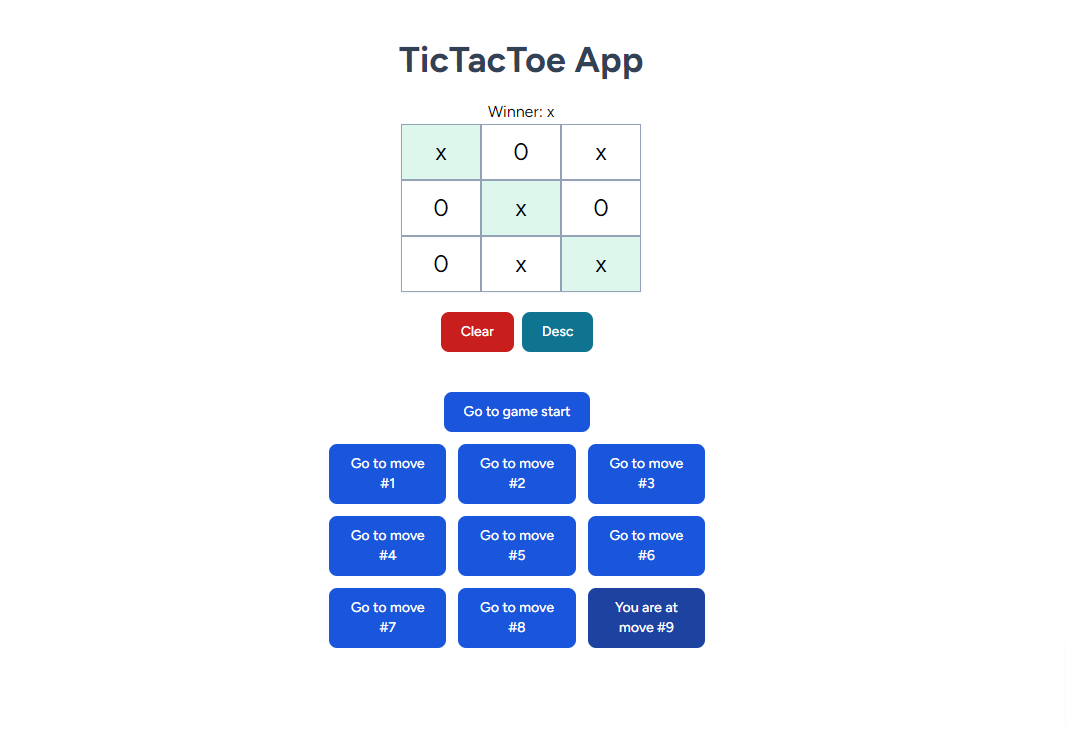 TicTacToe App
Winner: x
x 0 x
0 x 0
0 x x
Clear Desc
Go to game start
Go to move #1
Go to move #2
Go to move #3
Go to move #4
Go to move #5
Go to move #6
Go to move #7
Go to move #8
You are at move #9